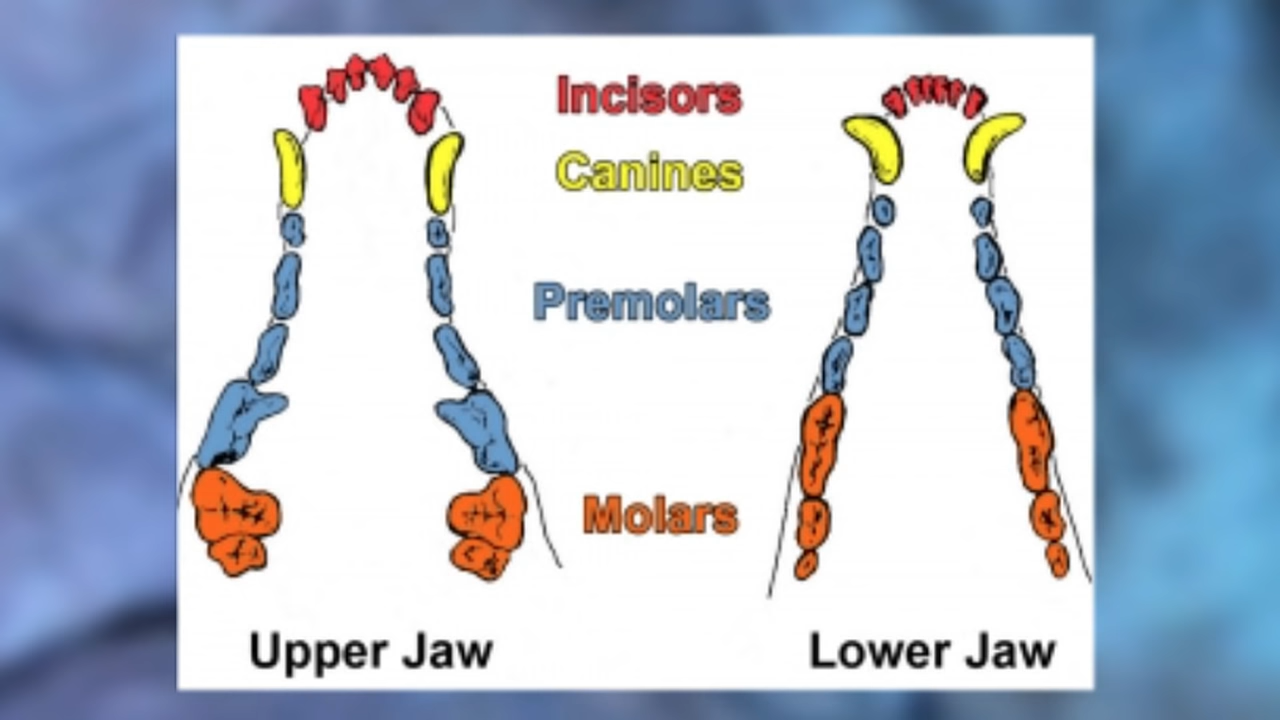 Incisors
Canines
Premolars
Molars
Upper Jaw
Lower Jaw